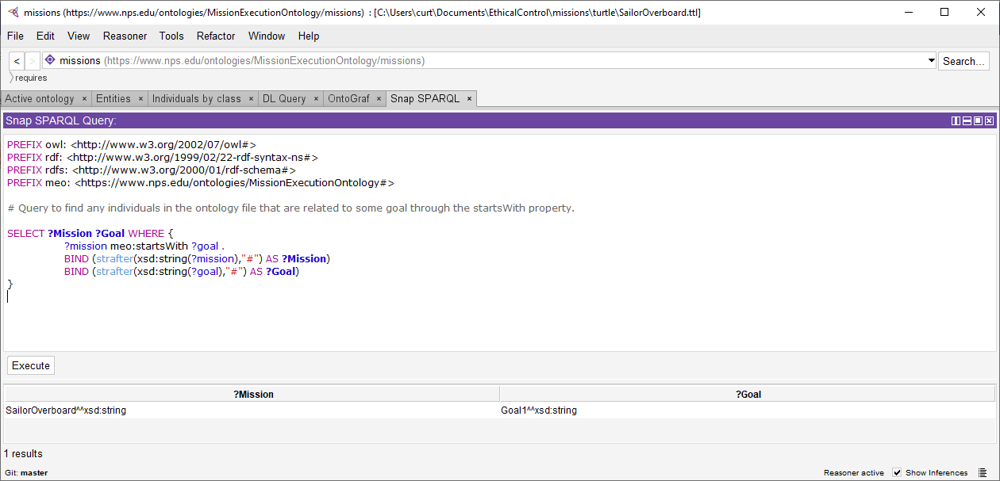 missions (https://www.nps.edu/ontologies/MissionExecutionOntology/missions) : [C:\Users\curt\Documents\EthicalControl\missions\turtle\SailorOverboard.ttl]
File Edit View Reasoner Tools Refactor Window Help
< > missions (https://www.nps.edu/ontologies/MissionExecutionOntology/missions) Search...
requires
Active ontology × Entities × Individuals by class × DL Query × OntoGraf × Snap SPARQL ×
Snap SPARQL Query:
PREFIX owl: <http://www.w3.org/2002/07/owl#>
PREFIX rdf: <http://www.w3.org/1999/02/22-rdf-syntax-ns#>
PREFIX rdfs: <http://www.w3.org/2000/01/rdf-schema#>
PREFIX meo: <https://www.nps.edu/ontologies/MissionExecutionOntology#>
# Query to find any individuals in the ontology file that are related to some goal through the startsWith property.
SELECT ?Mission ?Goal WHERE {
?mission meo:startsWith ?goal .
BIND (strafter(xsd:string(?mission),"#") AS ?Mission)
BIND (strafter(xsd:string(?goal),"#") AS ?Goal)
}
Execute
?Mission ?Goal
SailorOverboard^^xsd:string Goal1^^xsd:string
1 results
Git: master Reasoner active Show Inferences